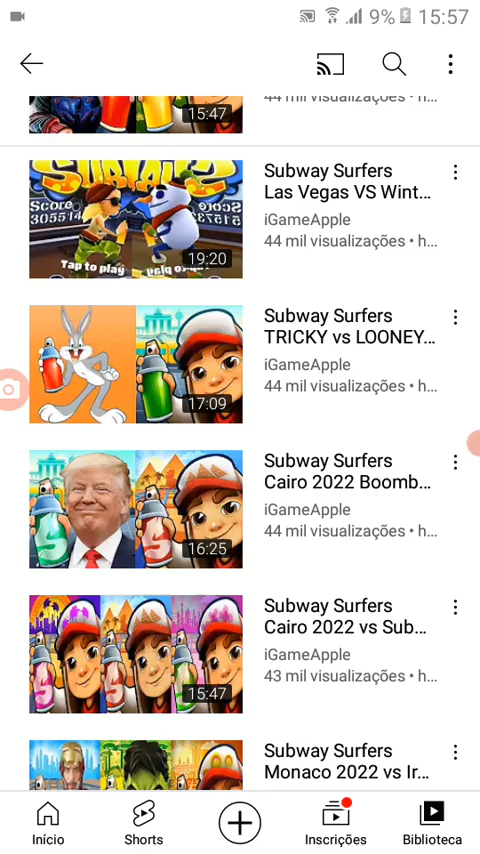 9% 15:57
44 mil visualizações • h...
15:47
Subway Surfers
Las Vegas VS Wint...
iGameApple
44 mil visualizações • h...
Score
305514
Tap to play
19:20
Subway Surfers
TRICKY vs LOONEY...
iGameApple
44 mil visualizações • h...
17:09
Subway Surfers
Cairo 2022 Boomb...
iGameApple
44 mil visualizações • h...
16:25
Subway Surfers
Cairo 2022 vs Sub...
iGameApple
43 mil visualizações • h...
15:47
Subway Surfers
Monaco 2022 vs Ir...
Início
Shorts
Inscrições
Biblioteca